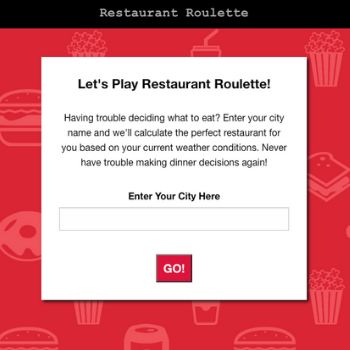 Restaurant Roulette
Let's Play Restaurant Roulette!
Having trouble deciding what to eat? Enter your city
name and we'll calculate the perfect restaurant for
you based on your current weather conditions. Never
have trouble making dinner decisions again!
Enter Your City Here
GO!